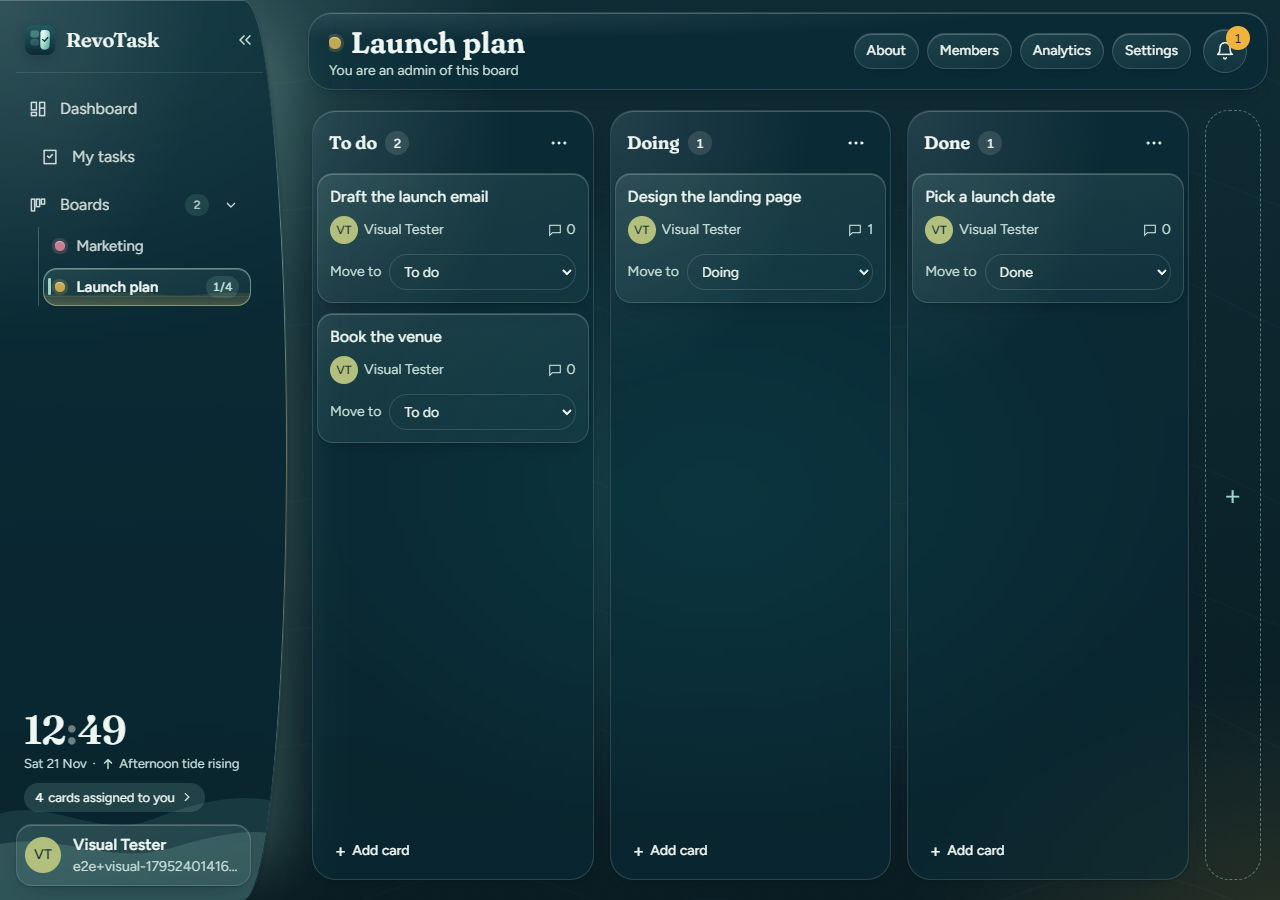 RevoTask
Dashboard
My tasks
Boards 2
Marketing
Launch plan 1/4
12:49
Sat 21 Nov · ↑ Afternoon tide rising
4 cards assigned to you
VT Visual Tester
e2e+visual-17952401416...
Launch plan
You are an admin of this board
About Members Analytics Settings 1
To do 2
Draft the launch email
VT Visual Tester 0
Move to To do
Book the venue
VT Visual Tester 0
Move to To do
+ Add card
Doing 1
Design the landing page
VT Visual Tester 1
Move to Doing
+ Add card
Done 1
Pick a launch date
VT Visual Tester 0
Move to Done
+ Add card
+